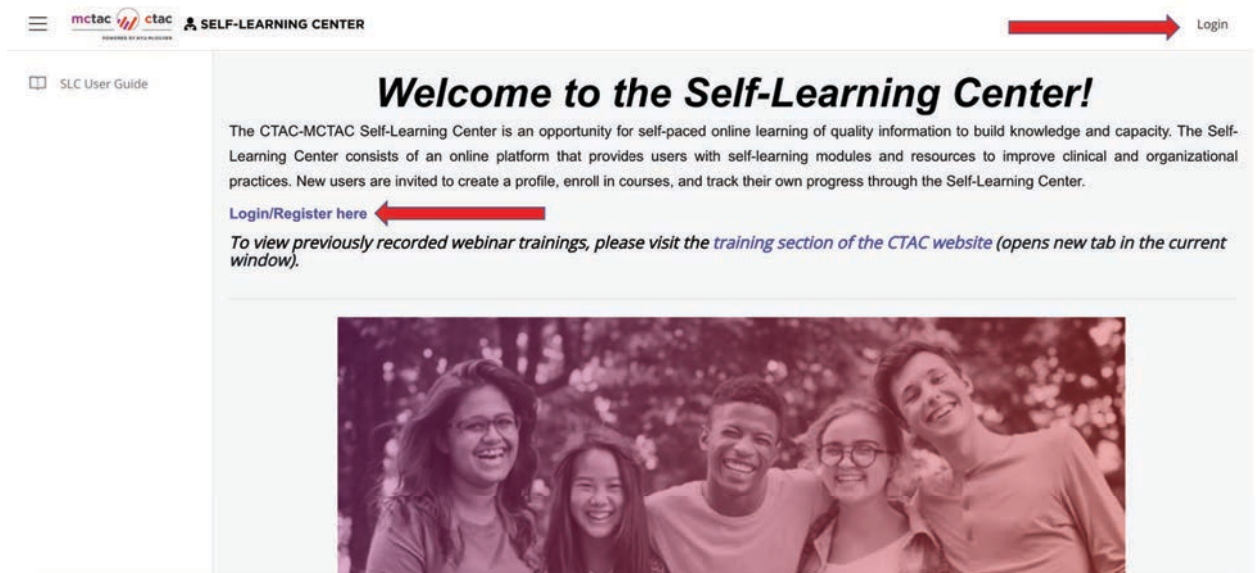 mctac ctac SELF-LEARNING CENTER Login
POWERED BY NYU McSILVER
SLC User Guide
Welcome to the Self-Learning Center!
The CTAC-MCTAC Self-Learning Center is an opportunity for self-paced online learning of quality information to build knowledge and capacity. The Self-
Learning Center consists of an online platform that provides users with self-learning modules and resources to improve clinical and organizational
practices. New users are invited to create a profile, enroll in courses, and track their own progress through the Self-Learning Center.
Login/Register here
To view previously recorded webinar trainings, please visit the training section of the CTAC website (opens new tab in the current
window).